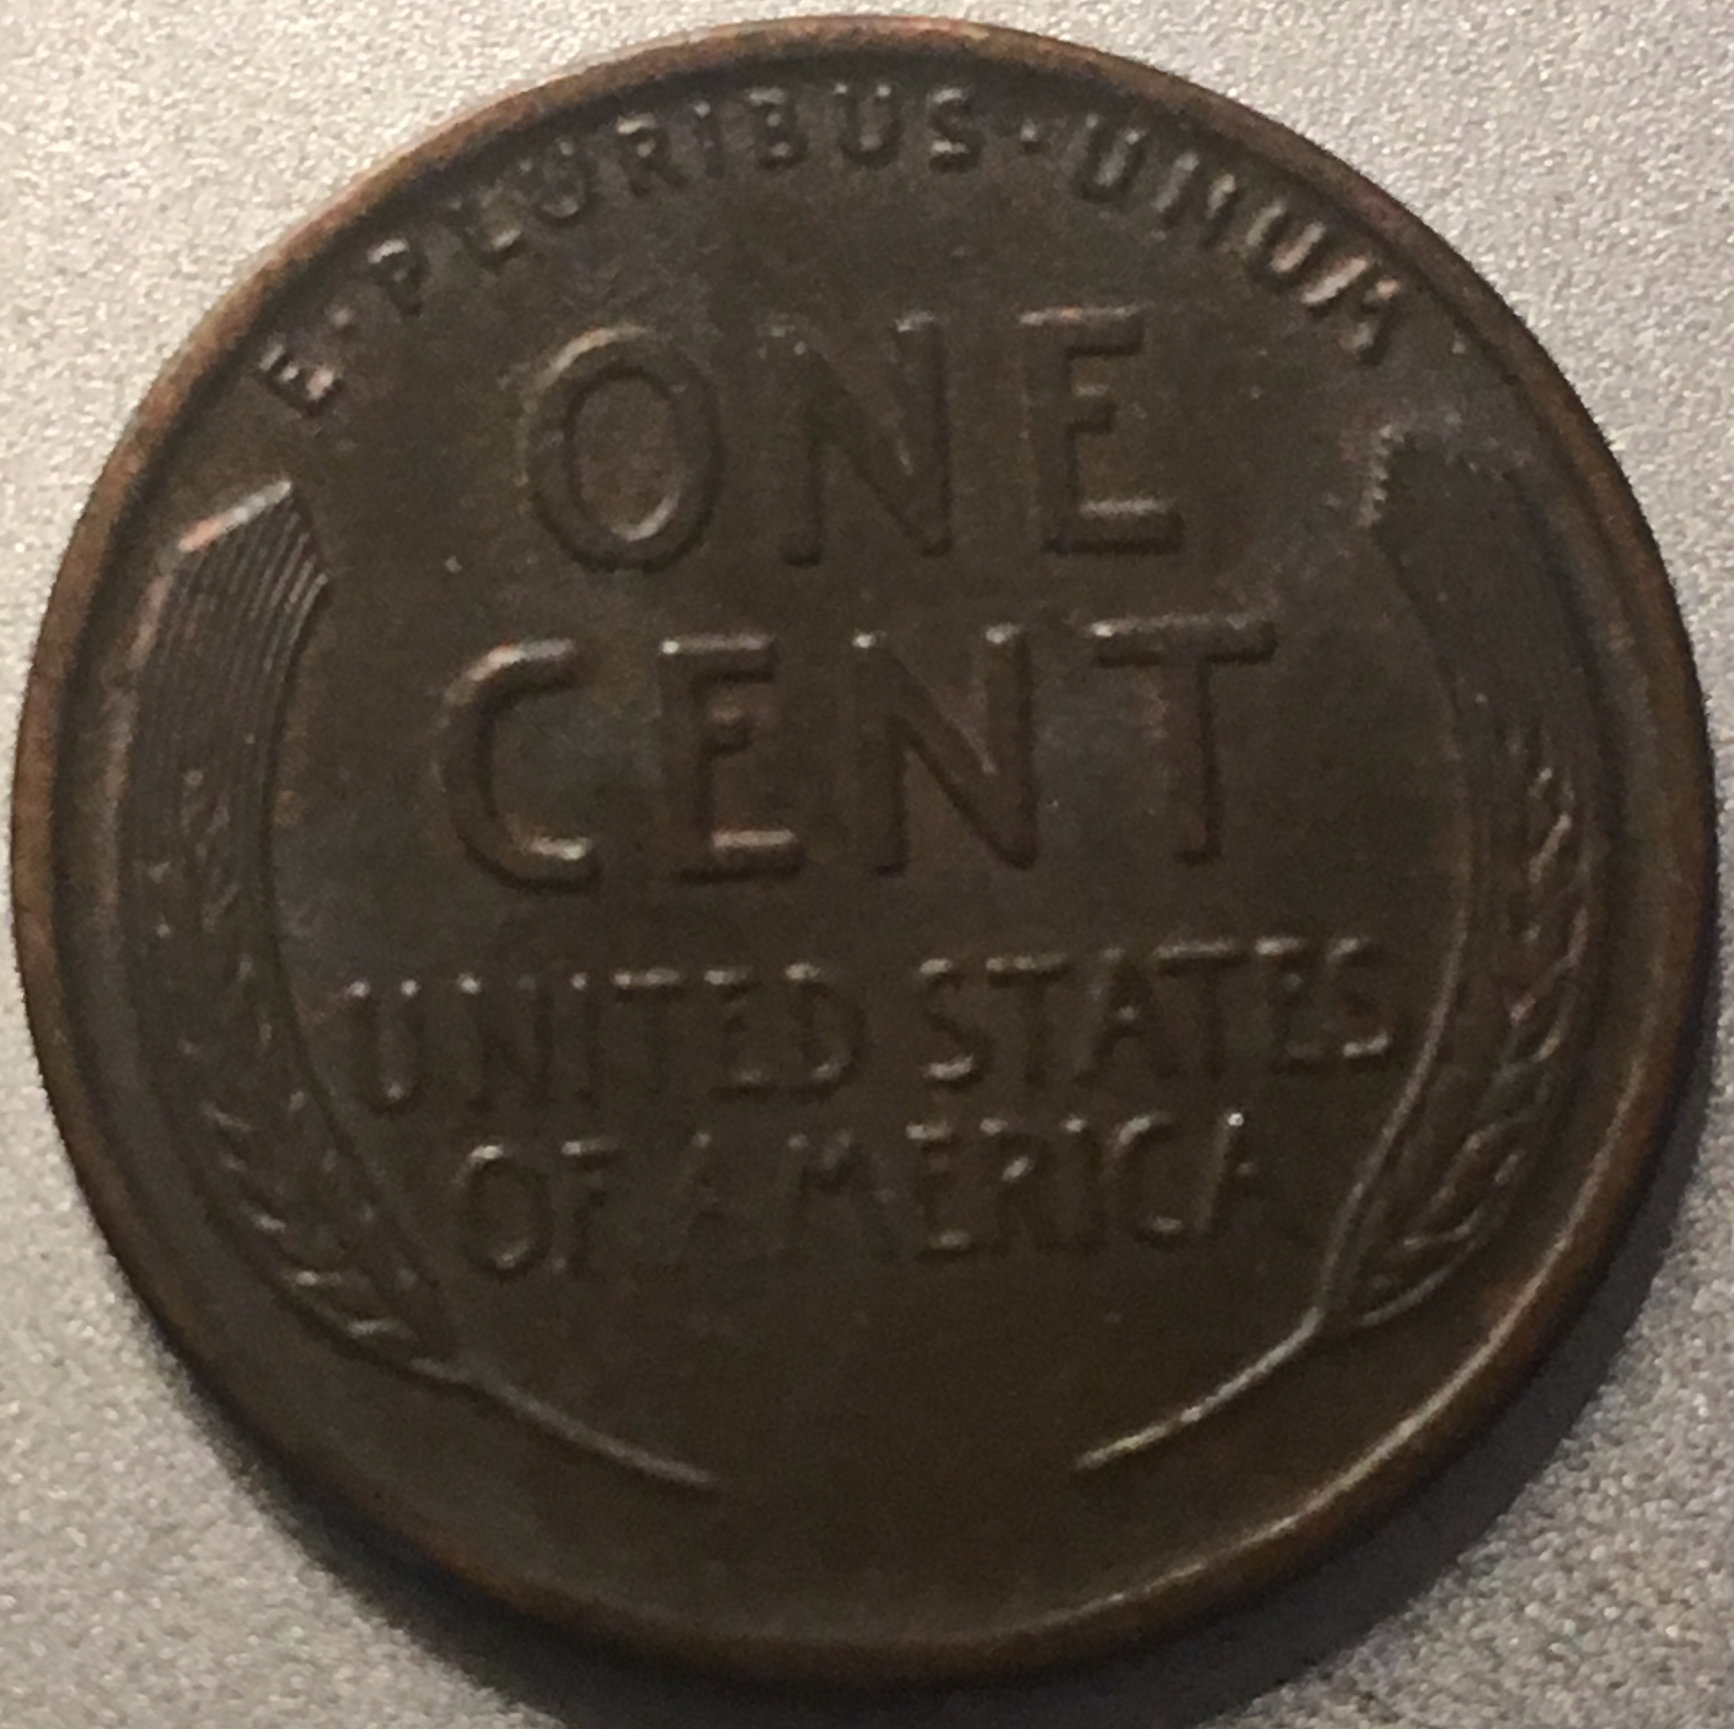 E·PLURIBUS·UNUM
ONE
CENT
UNITED STATES
OF AMERICA